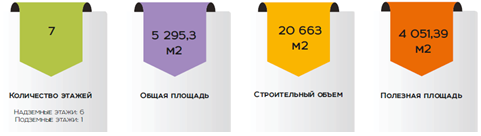 7
Количество этажей
Надземные этажи: 6
Подземные этажи: 1
5 295,3
м2
Общая площадь
20 663
м2
Строительный объем
4 051,39
м2
Полезная площадь